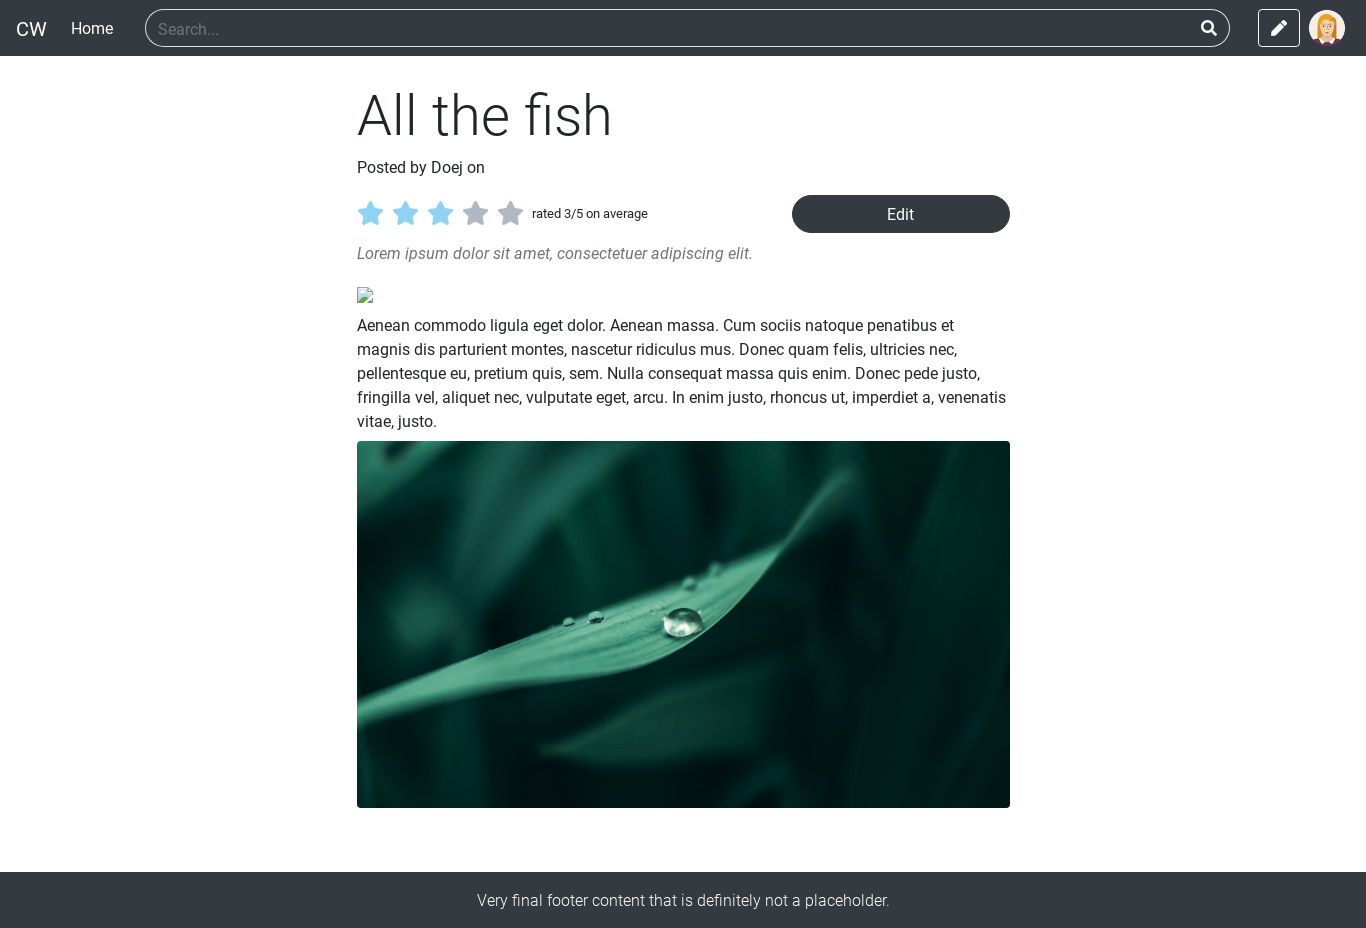 CW
Home
Search...
All the fish
Posted by Doej on
rated 3/5 on average
Edit
Lorem ipsum dolor sit amet, consectetuer adipiscing elit.
Aenean commodo ligula eget dolor. Aenean massa. Cum sociis natoque penatibus et
magnis dis parturient montes, nascetur ridiculus mus. Donec quam felis, ultricies nec,
pellentesque eu, pretium quis, sem. Nulla consequat massa quis enim. Donec pede justo,
fringilla vel, aliquet nec, vulputate eget, arcu. In enim justo, rhoncus ut, imperdiet a, venenatis
vitae, justo.
Very final footer content that is definitely not a placeholder.